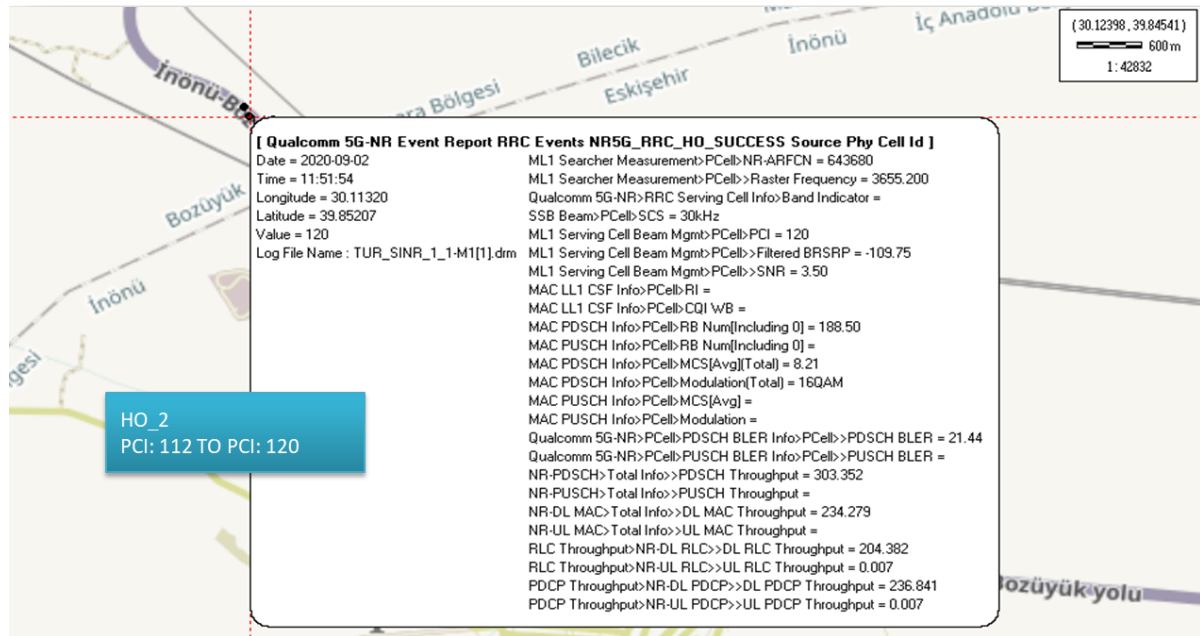 İç Anadolu
(30.12398, 39.84541)
600 m
1: 42832
İnönü
Bilecik
Eskişehir
İnönü-Boz
ara Bölgesi
[ Qualcomm 5G-NR Event Report RRC Events NR5G_RRC_HO_SUCCESS Source Phy Cell Id ]
Date = 2020-09-02
Time = 11:51:54
Longitude = 30.11320
Latitude = 39.85207
Value = 120
Log File Name : TUR_SINR_1_1-M1[1].drm
ML1 Searcher Measurement>PCell>NR-ARFCN = 643680
ML1 Searcher Measurement>PCell>>Raster Frequency = 3655.200
Qualcomm 5G-NR>RRC Serving Cell Info>Band Indicator =
SSB Beam>PCell>SCS = 30kHz
ML1 Serving Cell Beam Mgmt>PCell>PCI = 120
ML1 Serving Cell Beam Mgmt>PCell>>Filtered BRSRP = -109.75
ML1 Serving Cell Beam Mgmt>PCell>>SNR = 3.50
MAC LL1 CSF Info>PCell>RI =
MAC LL1 CSF Info>PCell>CQI WB =
MAC PDSCH Info>PCell>RB Num[Including 0] = 188.50
MAC PUSCH Info>PCell>RB Num[Including 0] =
MAC PDSCH Info>PCell>MCS[Avg](Total) = 8.21
MAC PDSCH Info>PCell>Modulation(Total) = 16QAM
MAC PUSCH Info>PCell>MCS[Avg] =
MAC PUSCH Info>PCell>Modulation =
Qualcomm 5G-NR>PCell>PDSCH BLER Info>PCell>>PDSCH BLER = 21.44
Qualcomm 5G-NR>PCell>PUSCH BLER Info>PCell>>PUSCH BLER =
NR-PDSCH>Total Info>>PDSCH Throughput = 303.352
NR-PUSCH>Total Info>>PUSCH Throughput =
NR-DL MAC>Total Info>>DL MAC Throughput = 234.279
NR-UL MAC>Total Info>>UL MAC Throughput =
RLC Throughput>NR-DL RLC>>DL RLC Throughput = 204.382
RLC Throughput>NR-UL RLC>>UL RLC Throughput = 0.007
PDCP Throughput>NR-DL PDCP>>DL PDCP Throughput = 236.841
PDCP Throughput>NR-UL PDCP>>UL PDCP Throughput = 0.007
Bozüyük
İnönü
gesi
HO_2
PCI: 112 TO PCI: 120
Bozüyük yolu